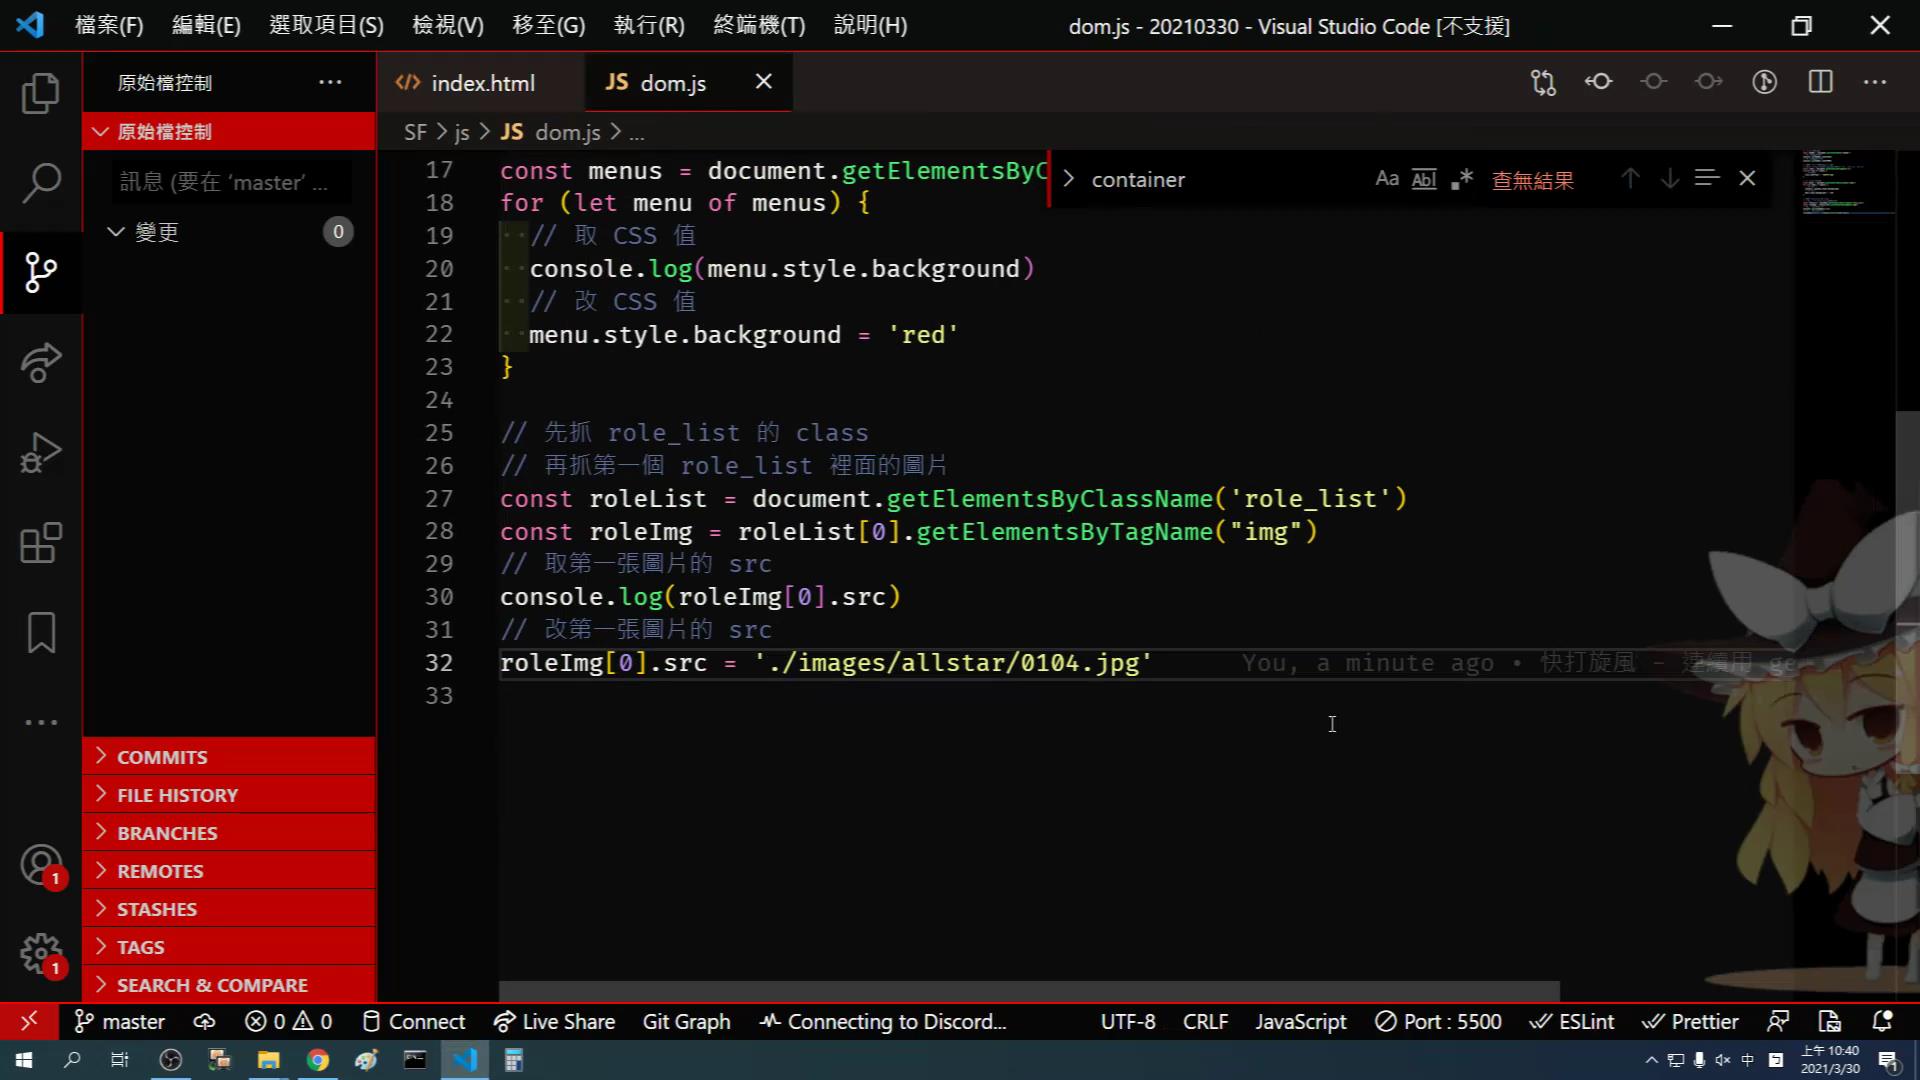 檔案(F) 編輯(E) 選取項目(S) 檢視(V) 移至(G) 執行(R) 終端機(T) 說明(H) dom.js - 20210330 - Visual Studio Code [不支援]
原始檔控制 ···
index.html
JS dom.js
原始檔控制
SF > js > JS dom.js > ...
訊息 (要在 ‘master’ ...
變更 0
container Aa Abl .* 查無結果
17 const menus = document.getElementsByC
18 for (let menu of menus) {
19 // 取 CSS 值
20 console.log(menu.style.background)
21 // 改 CSS 值
22 menu.style.background = 'red'
23 }
24
25 // 先抓 role_list 的 class
26 // 再抓第一個 role_list 裡面的圖片
27 const roleList = document.getElementsByClassName('role_list')
28 const roleImg = roleList[0].getElementsByTagName("img")
29 // 取第一張圖片的 src
30 console.log(roleImg[0].src)
31 // 改第一張圖片的 src
32 roleImg[0].src = './images/allstar/0104.jpg' You, a minute ago • 快打旋風 - 連續用 ge
33
COMMITS
FILE HISTORY
BRANCHES
REMOTES
STASHES
TAGS
SEARCH & COMPARE
1
1
master 0 0 Connect Live Share Git Graph Connecting to Discord... UTF-8 CRLF JavaScript Port : 5500 ESLint Prettier
中 上午 10:40
2021/3/30
1